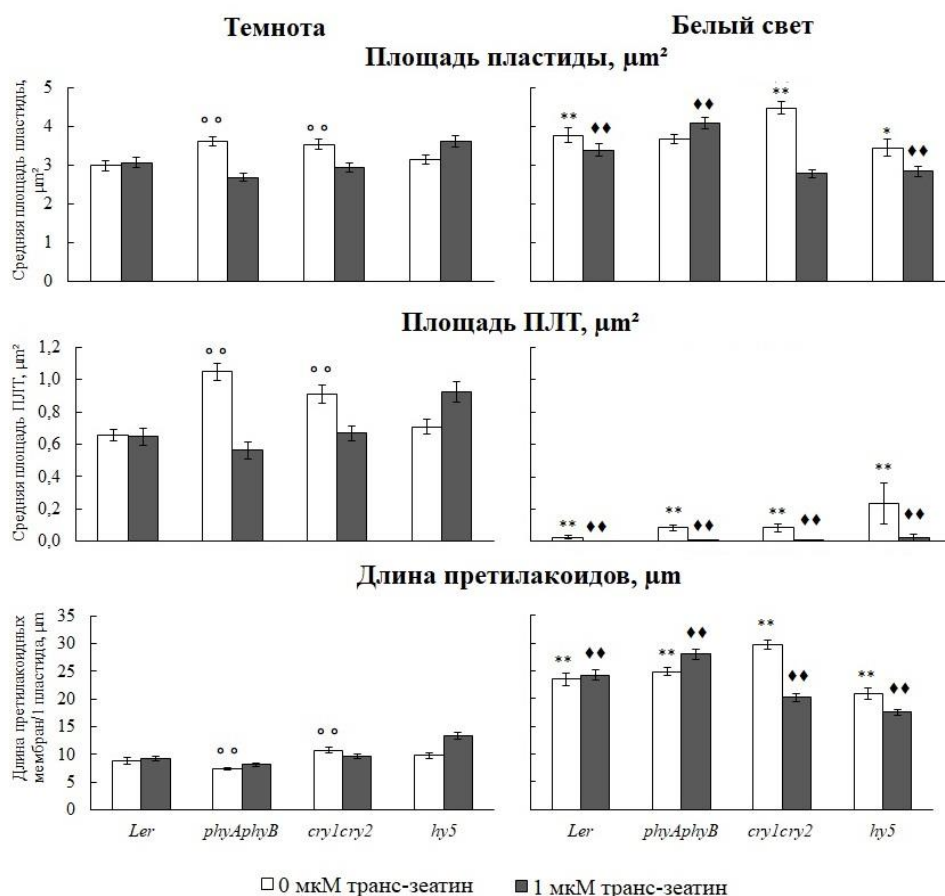 Темнота
Белый свет
Площадь пластиды, μm²
Средняя площадь пластиды, μm²
5
4
3
2
1
0
°°
°°
**
♦♦
♦♦
**
*
♦♦
Площадь ПЛТ, μm²
Средняя площадь ПЛТ, μm²
1,2
1,0
0,8
0,6
0,4
0,2
0,0
°°
°°
**
♦♦
**
♦♦
**
♦♦
**
♦♦
Длина претилакоидов, μm
Длина претилакоидных
мембран/1 пластида, μm
35
30
25
20
15
10
5
0
°°
°°
**
♦♦
**
♦♦
**
♦♦
**
♦♦
Ler
phyAphyB
cry1cry2
hy5
Ler
phyAphyB
cry1cry2
hy5
0 мкМ транс-зеатин
1 мкМ транс-зеатин